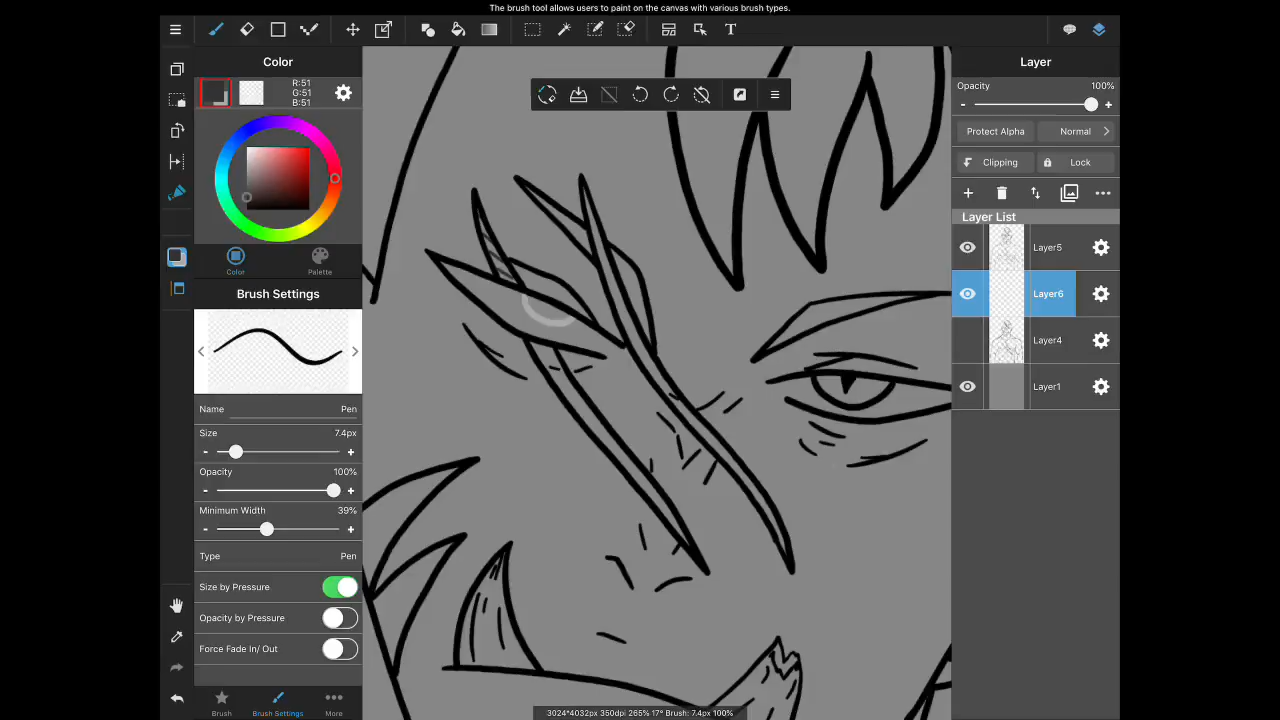 The brush tool allows users to paint on the canvas with various brush types.
T
Color
R:51
G:51
B:51
Color
Palette
Brush Settings
Name Pen
Size 7.4px
- +
Opacity 100%
- +
Minimum Width 39%
- +
Type Pen
Size by Pressure
Opacity by Pressure
Force Fade In/ Out
Brush
Brush Settings
More
3024*4032px 350dpi 265% 17° Brush: 7.4px 100%
Layer
Opacity 100%
- +
Protect Alpha
Normal
Clipping
Lock
Layer List
Layer5
Layer6
Layer4
Layer1